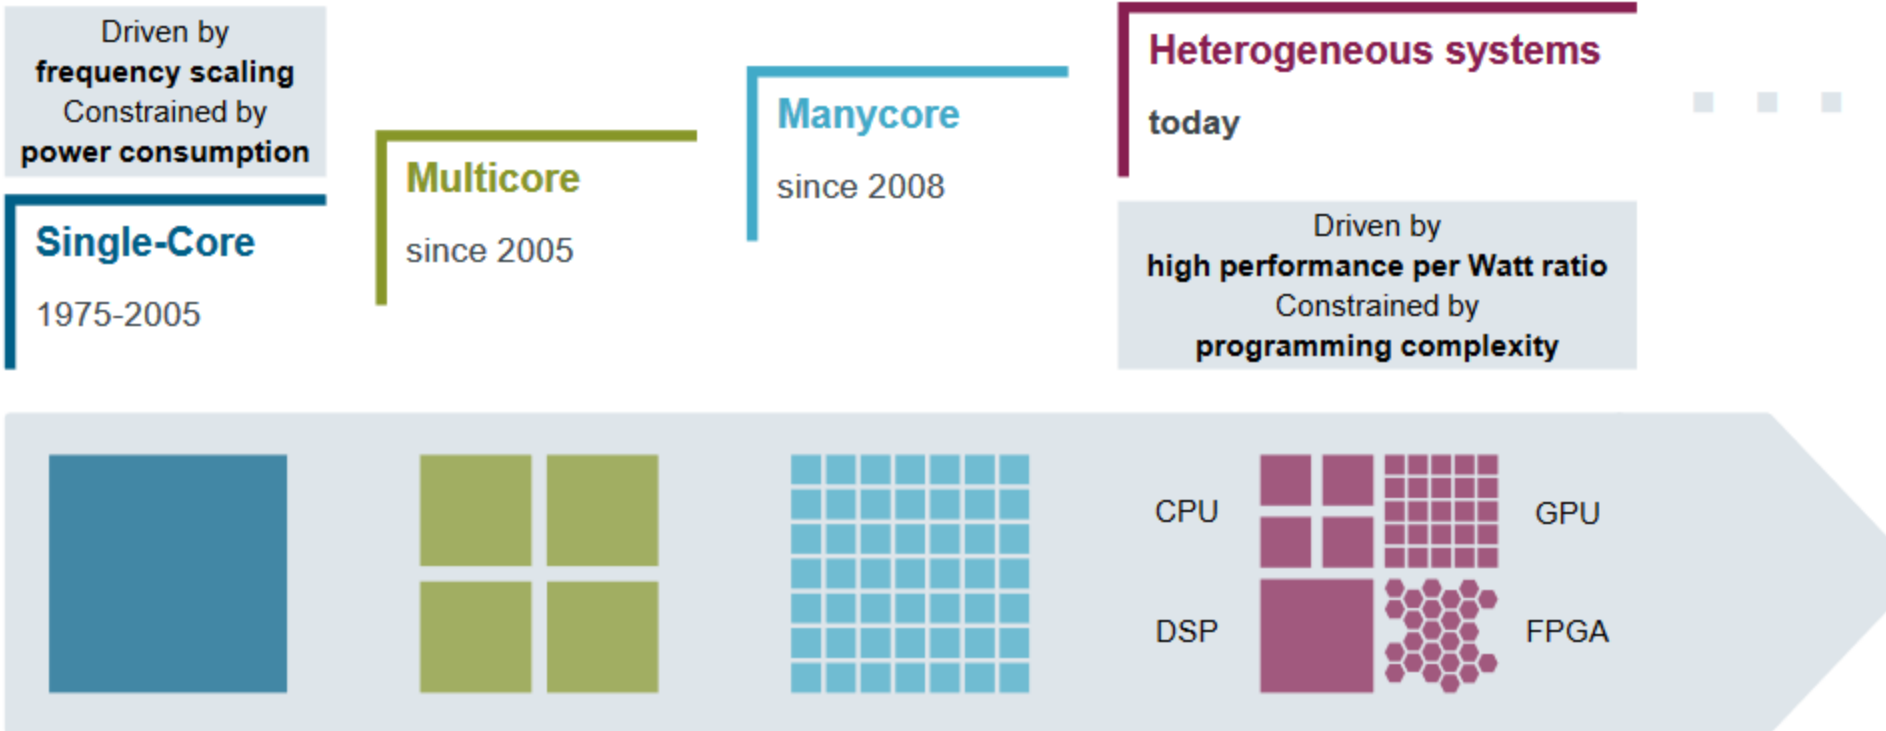 Driven by
frequency scaling
Constrained by
power consumption
Single-Core
1975-2005
Multicore
since 2005
Manycore
since 2008
Heterogeneous systems
today
Driven by
high performance per Watt ratio
Constrained by
programming complexity
CPU
GPU
DSP
FPGA